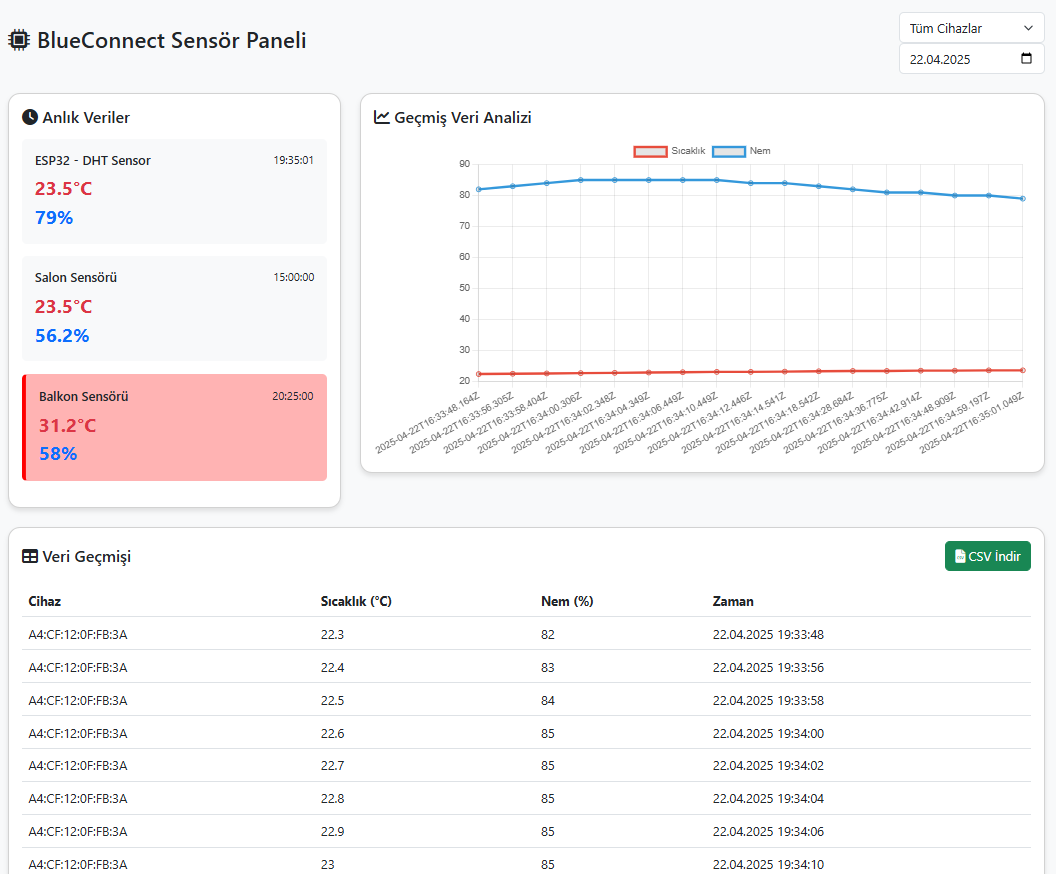 BlueConnect Sensör Paneli
Tüm Cihazlar
22.04.2025
Anlık Veriler
ESP32 - DHT Sensor 19:35:01
23.5°C
79%
Salon Sensörü 15:00:00
23.5°C
56.2%
Balkon Sensörü 20:25:00
31.2°C
58%
Geçmiş Veri Analizi
Sıcaklık Nem
90
80
70
60
50
40
30
20
2025-04-22T16:33:48.164Z
2025-04-22T16:33:56.305Z
2025-04-22T16:33:58.404Z
2025-04-22T16:34:00.306Z
2025-04-22T16:34:02.348Z
2025-04-22T16:34:04.349Z
2025-04-22T16:34:06.449Z
2025-04-22T16:34:10.449Z
2025-04-22T16:34:12.446Z
2025-04-22T16:34:14.541Z
2025-04-22T16:34:18.542Z
2025-04-22T16:34:28.684Z
2025-04-22T16:34:36.775Z
2025-04-22T16:34:42.914Z
2025-04-22T16:34:48.909Z
2025-04-22T16:34:59.197Z
2025-04-22T16:35:01.049Z
Veri Geçmişi
CSV İndir
Cihaz Sıcaklık (°C) Nem (%) Zaman
A4:CF:12:0F:FB:3A 22.3 82 22.04.2025 19:33:48
A4:CF:12:0F:FB:3A 22.4 83 22.04.2025 19:33:56
A4:CF:12:0F:FB:3A 22.5 84 22.04.2025 19:33:58
A4:CF:12:0F:FB:3A 22.6 85 22.04.2025 19:34:00
A4:CF:12:0F:FB:3A 22.7 85 22.04.2025 19:34:02
A4:CF:12:0F:FB:3A 22.8 85 22.04.2025 19:34:04
A4:CF:12:0F:FB:3A 22.9 85 22.04.2025 19:34:06
A4:CF:12:0F:FB:3A 23 85 22.04.2025 19:34:10